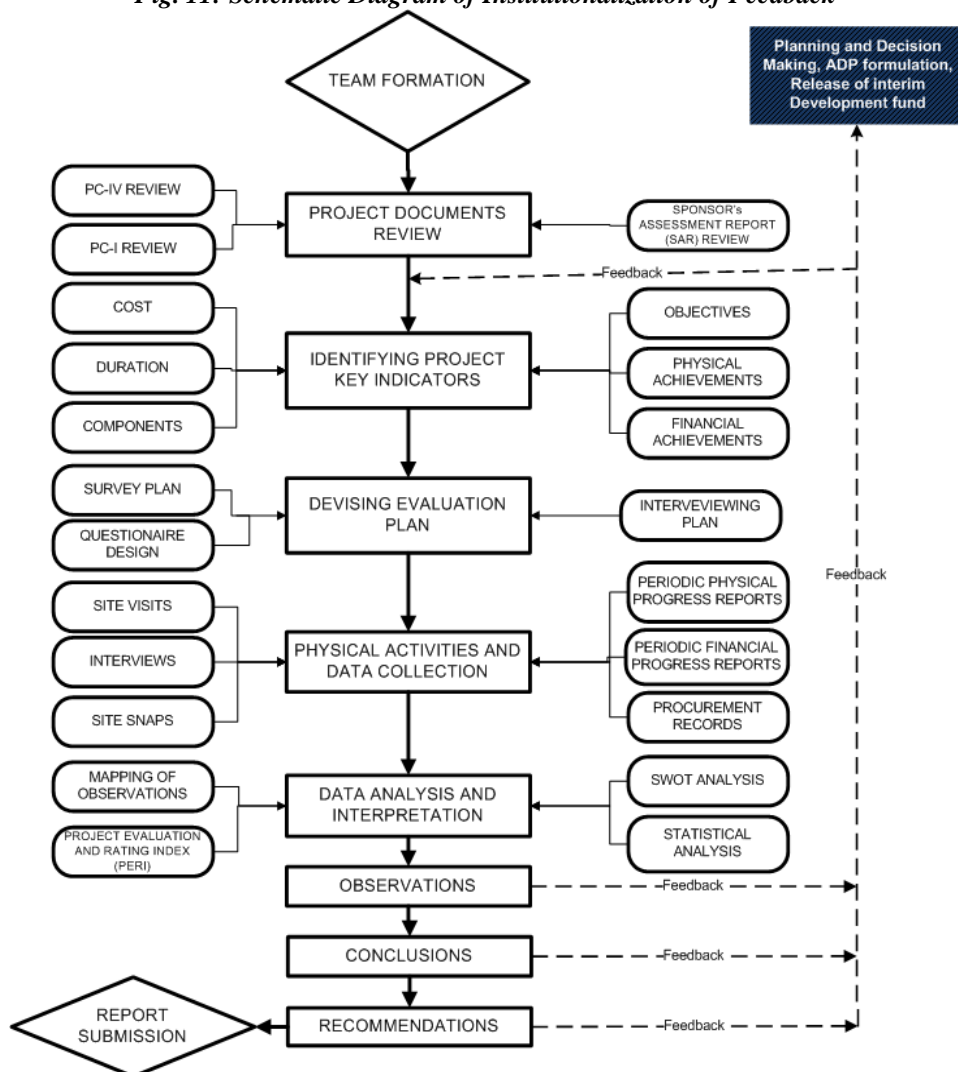 Fig. 11: Schematic Diagram of Institutionalization of Feedback
TEAM FORMATION
Planning and Decision
Making, ADP formulation,
Release of interim
Development fund
PC-IV REVIEW
PC-I REVIEW
PROJECT DOCUMENTS
REVIEW
SPONSOR's
ASSESSMENT REPORT
(SAR) REVIEW
Feedback
COST
DURATION
COMPONENTS
IDENTIFYING PROJECT
KEY INDICATORS
OBJECTIVES
PHYSICAL
ACHIEVEMENTS
FINANCIAL
ACHIEVEMENTS
SURVEY PLAN
QUESTIONAIRE
DESIGN
DEVISING EVALUATION
PLAN
INTERVEVIEWING
PLAN
Feedback
SITE VISITS
INTERVIEWS
SITE SNAPS
PHYSICAL ACTIVITIES AND
DATA COLLECTION
PERIODIC PHYSICAL
PROGRESS REPORTS
PERIODIC FINANCIAL
PROGRESS REPORTS
PROCUREMENT
RECORDS
MAPPING OF
OBSERVATIONS
PROJECT EVALUATION
AND RATING INDEX
(PERI)
DATA ANALYSIS AND
INTERPRETATION
SWOT ANALYSIS
STATISTICAL
ANALYSIS
OBSERVATIONS
Feedback
CONCLUSIONS
Feedback
REPORT
SUBMISSION
RECOMMENDATIONS
Feedback